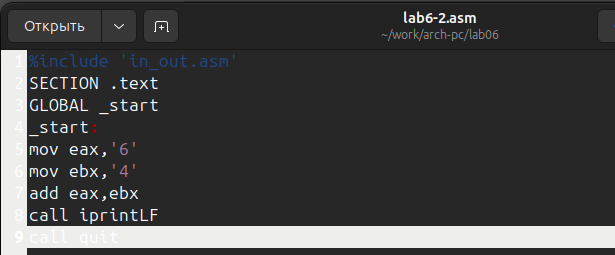 Открыть
lab6-2.asm
~/work/arch-pc/lab06
1 %include 'in_out.asm'
2 SECTION .text
3 GLOBAL _start
4 _start:
5 mov eax,'6'
6 mov ebx,'4'
7 add eax,ebx
8 call iprintLF
9 call quit